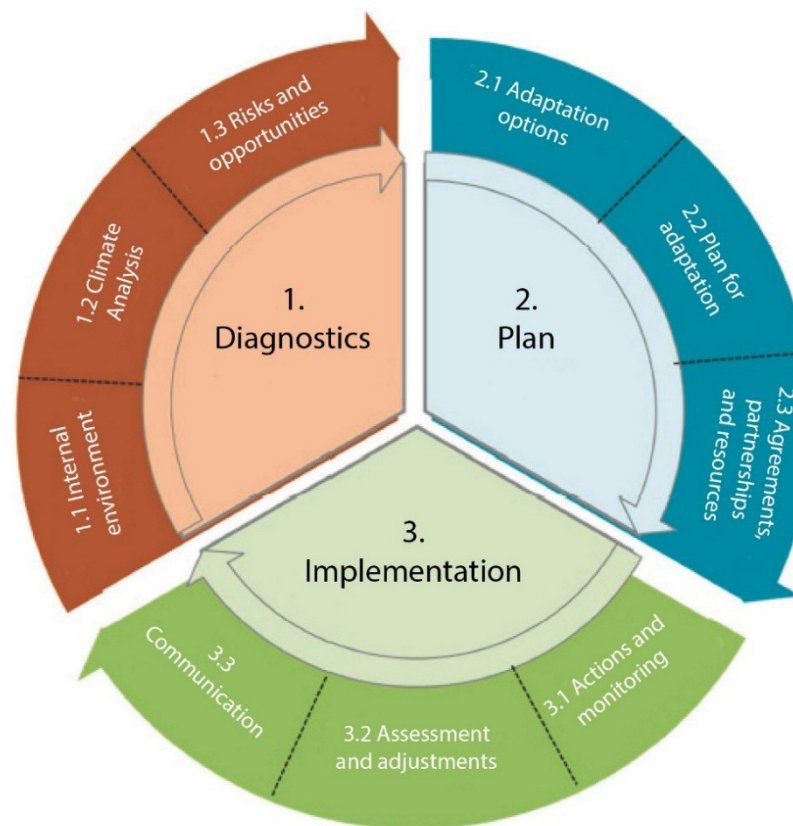 1.
Diagnostics
1.1 Internal
environment
1.2 Climate
Analysis
1.3 Risks and
opportunities
2.
Plan
2.1 Adaptation
options
2.2 Plan for
adaptation
2.3 Agreements,
partnerships
and resources
3.
Implementation
3.1 Actions and
monitoring
3.2 Assessment
and adjustments
3.3
Communication